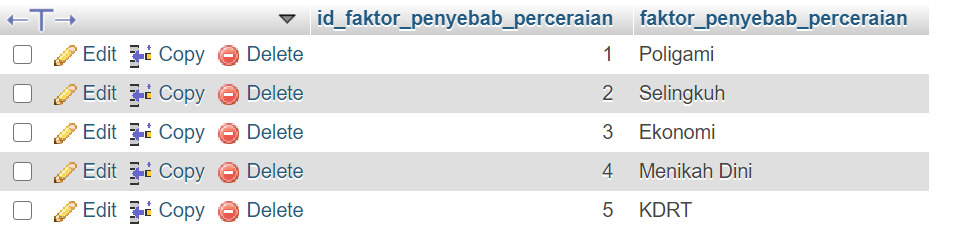 id_faktor_penyebab_perceraian faktor_penyebab_perceraian
Edit Copy Delete 1 Poligami
Edit Copy Delete 2 Selingkuh
Edit Copy Delete 3 Ekonomi
Edit Copy Delete 4 Menikah Dini
Edit Copy Delete 5 KDRT